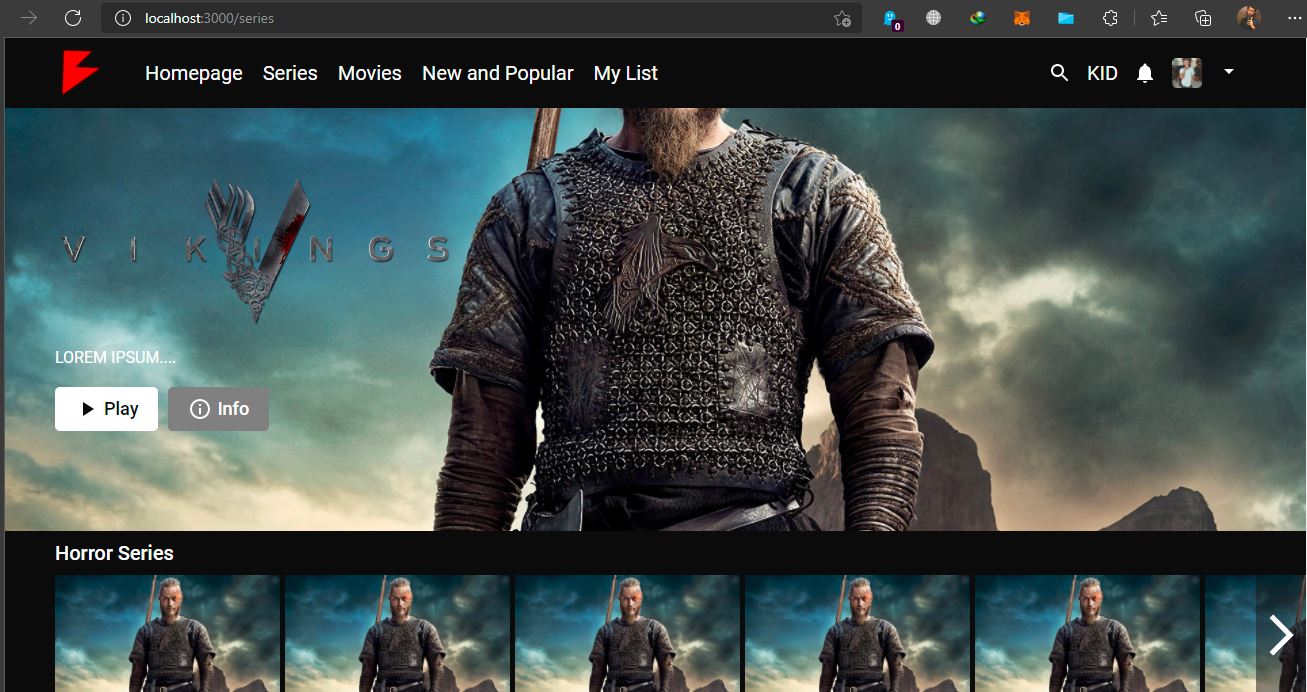 localhost:3000/series
0
Homepage Series Movies New and Popular My List KID
VIKINGS
LOREM IPSUM....
Play Info
Horror Series